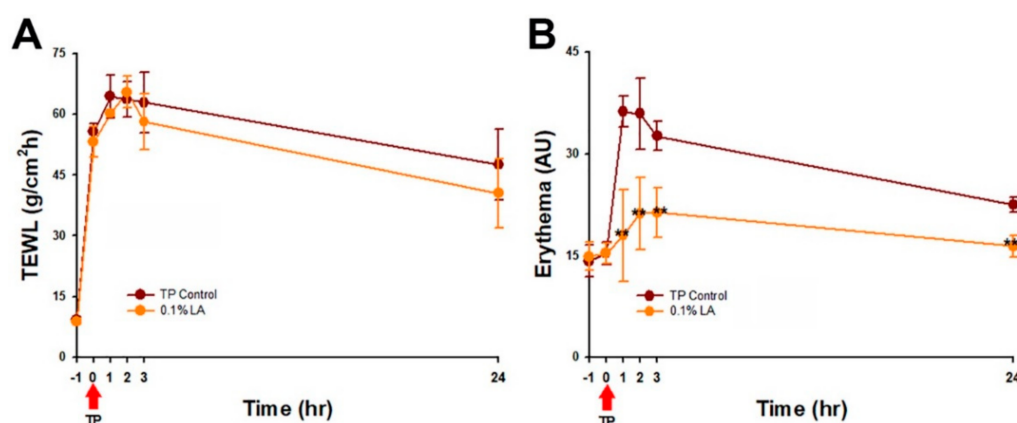 A
TEWL (g/cm²h)
75
60
45
30
15
0
TP Control
0.1% LA
-1 0 1 2 3 24
Time (hr)
TP
B
Erythema (AU)
45
30
15
0
**
**
**
**
TP Control
0.1% LA
-1 0 1 2 3 24
Time (hr)
TP